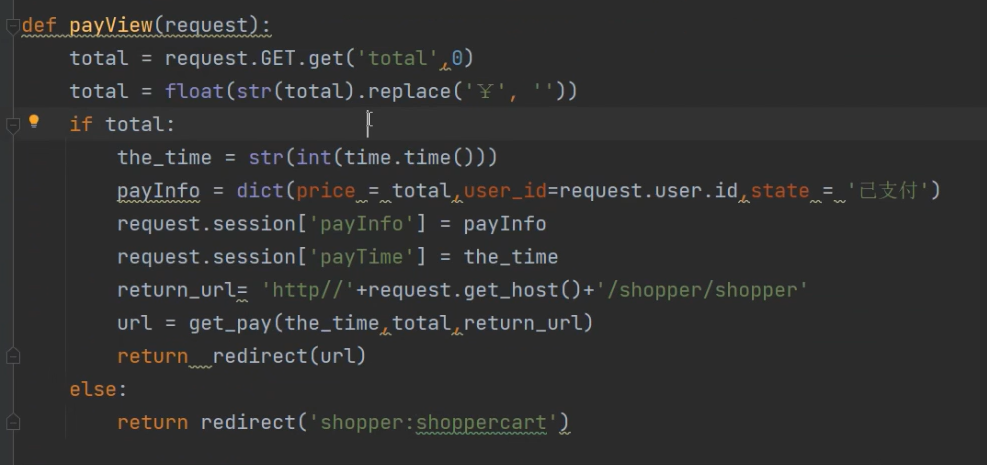 def payView(request):
    total = request.GET.get('total',0)
    total = float(str(total).replace('￥', ''))
    if total:
        the_time = str(int(time.time()))
        payInfo = dict(price = total,user_id=request.user.id,state = '已支付')
        request.session['payInfo'] = payInfo
        request.session['payTime'] = the_time
        return_url= 'http//'+request.get_host()+'/shopper/shopper'
        url = get_pay(the_time,total,return_url)
        return  redirect(url)
    else:
        return redirect('shopper:shoppercart')